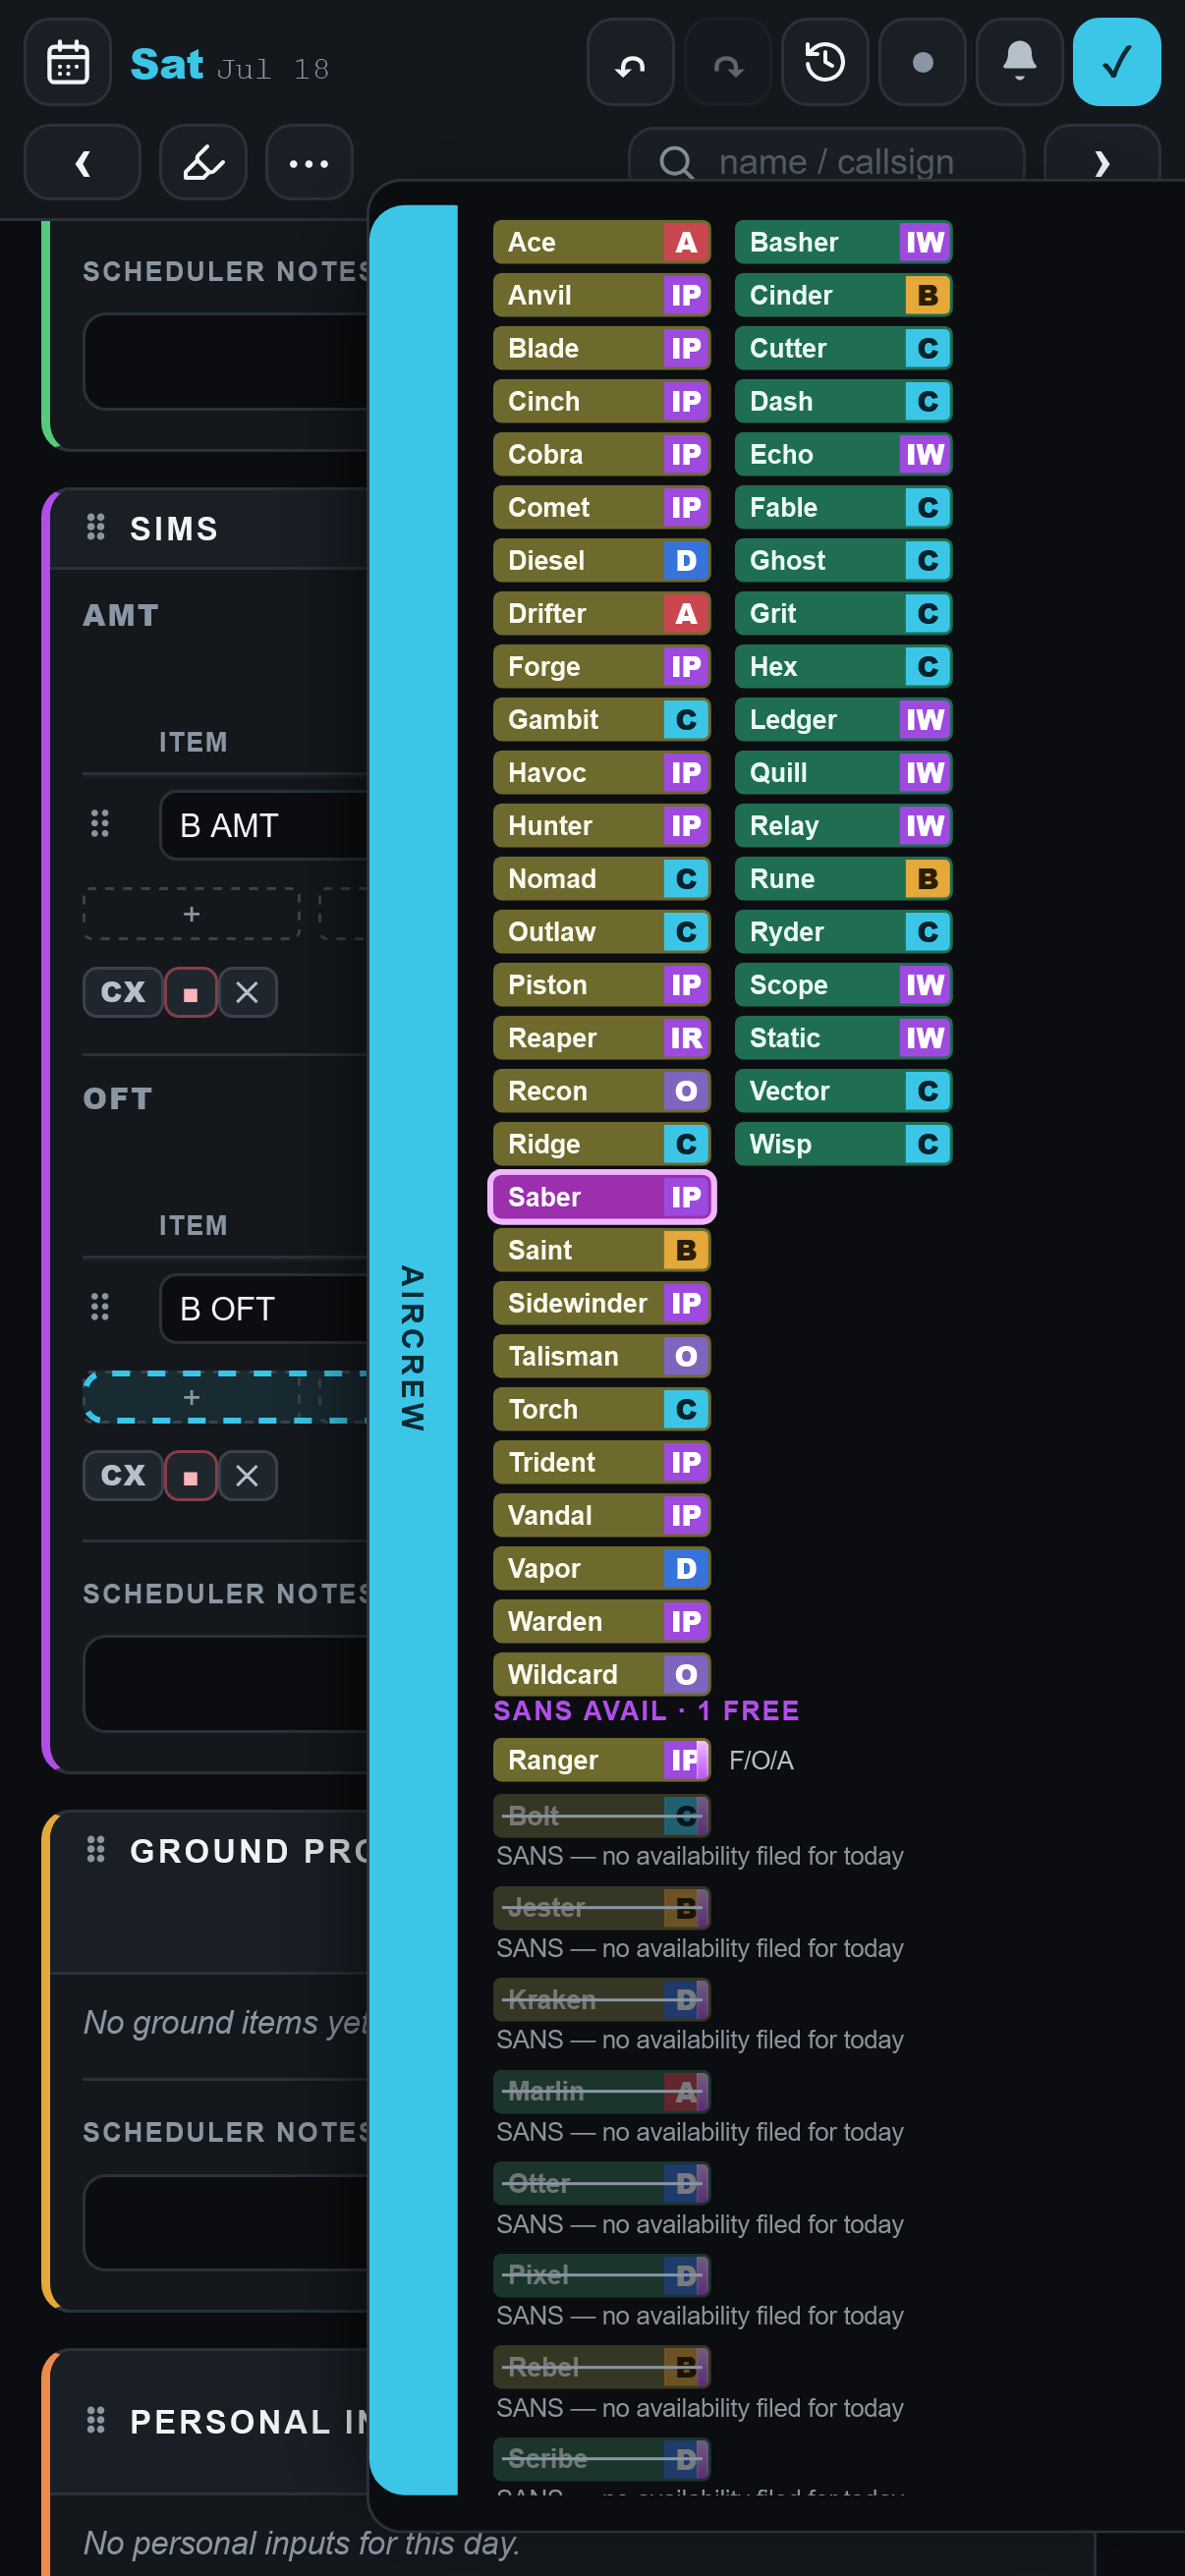 Sat Jul 18
name / callsign
SCHEDULER NOTES
SIMS
AMT
ITEM
B AMT
+
CX
OFT
ITEM
B OFT
+
CX
SCHEDULER NOTES
GROUND
No ground items yet
SCHEDULER NOTES
PERSONAL
No personal inputs for this day.
AIRCREW
Ace A Basher IW
Anvil IP Cinder B
Blade IP Cutter C
Cinch IP Dash C
Cobra IP Echo IW
Comet IP Fable C
Diesel D Ghost C
Drifter A Grit C
Forge IP Hex C
Gambit C Ledger IW
Havoc IP Quill IW
Hunter IP Relay IW
Nomad C Rune B
Outlaw C Ryder C
Piston IP Scope IW
Reaper IR Static IW
Recon O Vector C
Ridge C Wisp C
Saber IP
Saint B
Sidewinder IP
Talisman O
Torch C
Trident IP
Vandal IP
Vapor D
Warden IP
Wildcard O
SANS AVAIL · 1 FREE
Ranger IP F/O/A
Bolt C
SANS — no availability filed for today
Jester B
SANS — no availability filed for today
Kraken D
SANS — no availability filed for today
Marlin A
SANS — no availability filed for today
Otter D
SANS — no availability filed for today
Pixel D
SANS — no availability filed for today
Rebel B
SANS — no availability filed for today
Scribe D
SANS — no availability filed for today